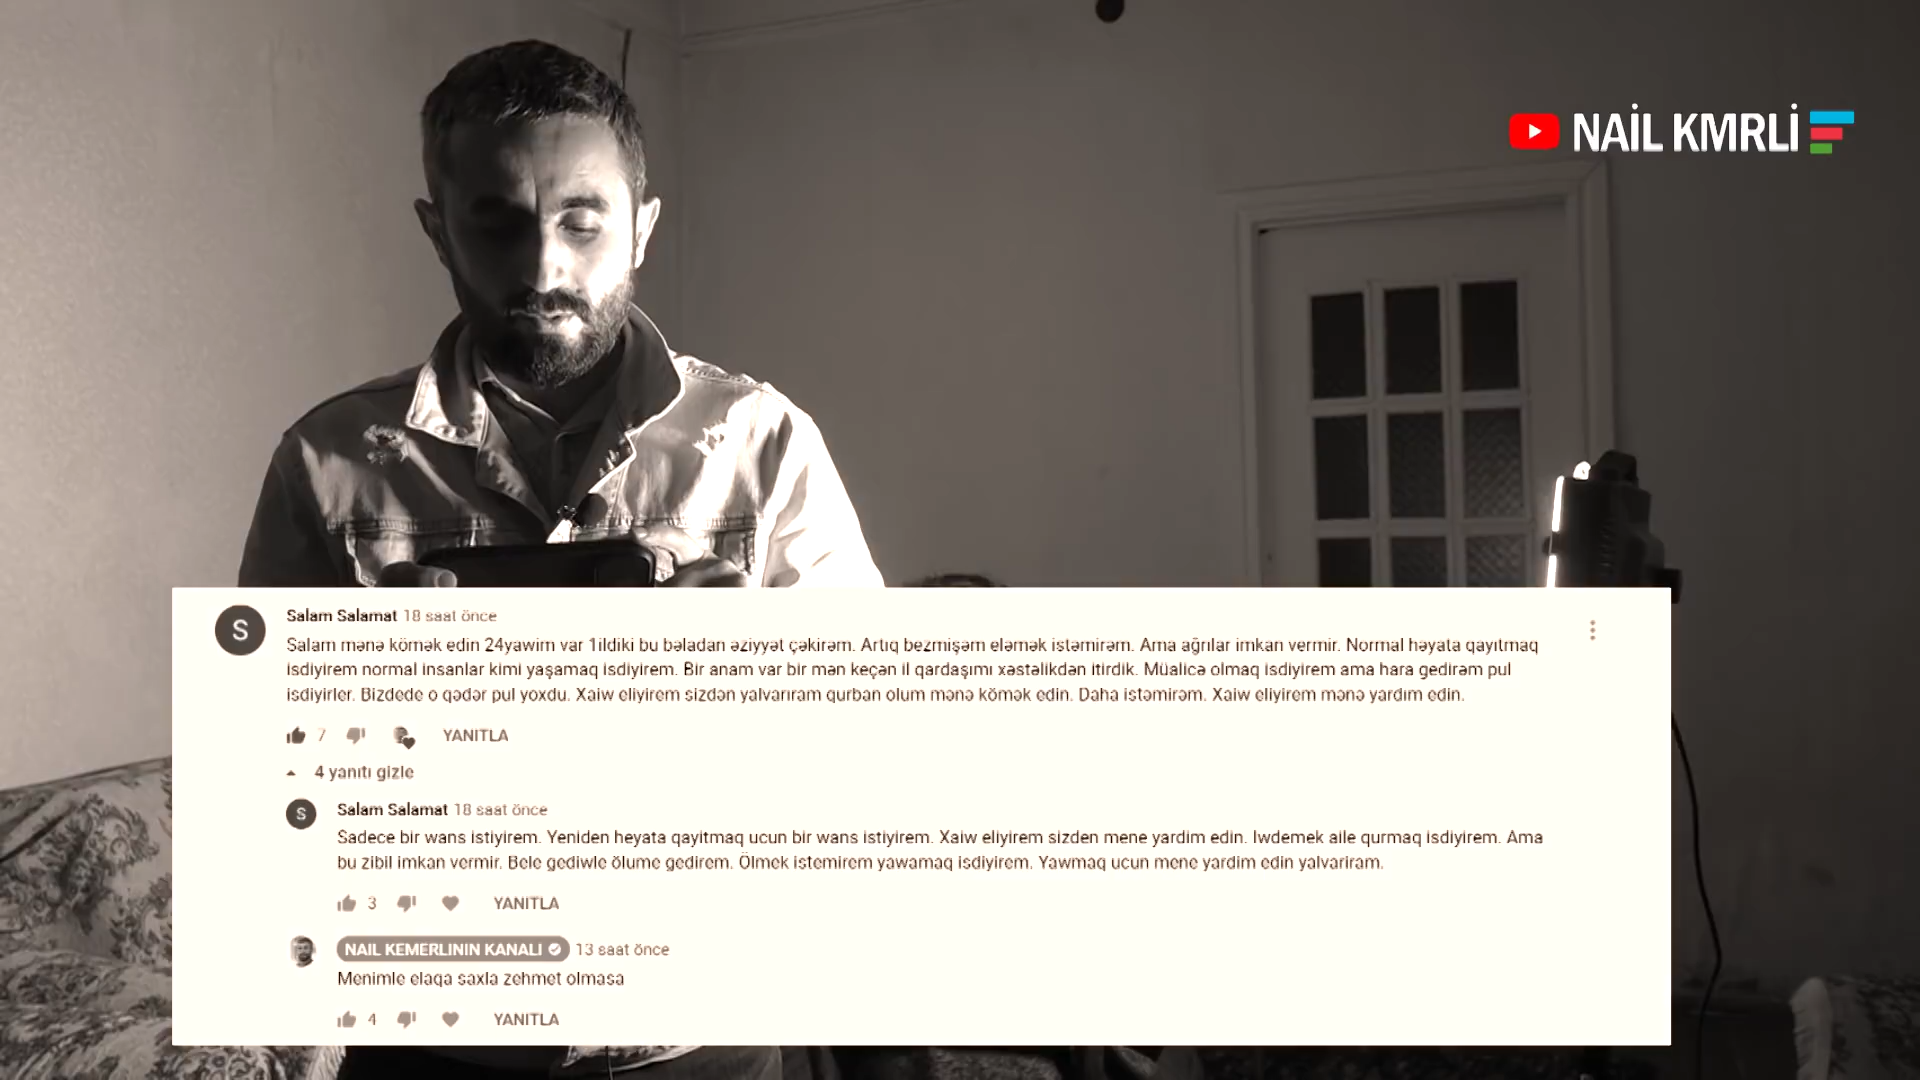 NAİL KMRLİ
Salam Salamat 18 saat önce
Salam mənə kömək edin 24yawim var 1ildiki bu bəladan əziyyət çəkirəm. Artıq bezmişəm eləmək istəmirəm. Ama ağrılar imkan vermir. Normal həyata qayıtmaq
isdiyirem normal insanlar kimi yaşamaq isdiyirem. Bir anam var bir mən keçən il qardaşımı xəstəlikdən itirdik. Müalicə olmaq isdiyirem ama hara gedirəm pul
isdiyirler. Bizdede o qədər pul yoxdu. Xaiw eliyirem sizdən yalvarıram qurban olum mənə kömək edin. Daha istəmirəm. Xaiw eliyirem mənə yardım edin.
7 YANITLA
4 yanıtı gizle
Salam Salamat 18 saat önce
Sadece bir wans istiyirem. Yeniden heyata qayitmaq ucun bir wans istiyirem. Xaiw eliyirem sizden mene yardim edin. Iwdemek aile qurmaq isdiyirem. Ama
bu zibil imkan vermir. Bele gediwle ölume gedirem. Ölmek istemirem yawamaq isdiyirem. Yawmaq ucun mene yardim edin yalvariram.
3 YANITLA
NAIL KEMERLININ KANALI 13 saat önce
Menimle elaqa saxla zehmet olmasa
4 YANITLA